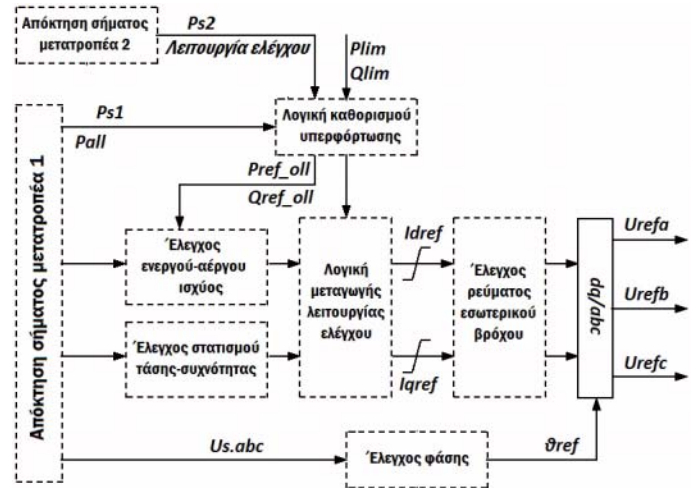 Απόκτηση σήματος
μετατροπέα 2
Ps2
Λειτουργία ελέγχου
Plim
Qlim
Απόκτηση σήματος μετατροπέα 1
Ps1
Pall
Λογική καθορισμού
υπερφόρτωσης
Pref_oll
Qref_oll
Έλεγχος
ενεργού-αέργου
ισχύος
Λογική
μεταγωγής
λειτουργίας
ελέγχου
Idref
Iqref
Έλεγχος
ρεύματος
εσωτερικού
βρόχου
dq/abc
Urefa
Urefb
Urefc
Έλεγχος στατισμού
τάσης-συχνότητας
Us.abc
Έλεγχος φάσης
θref